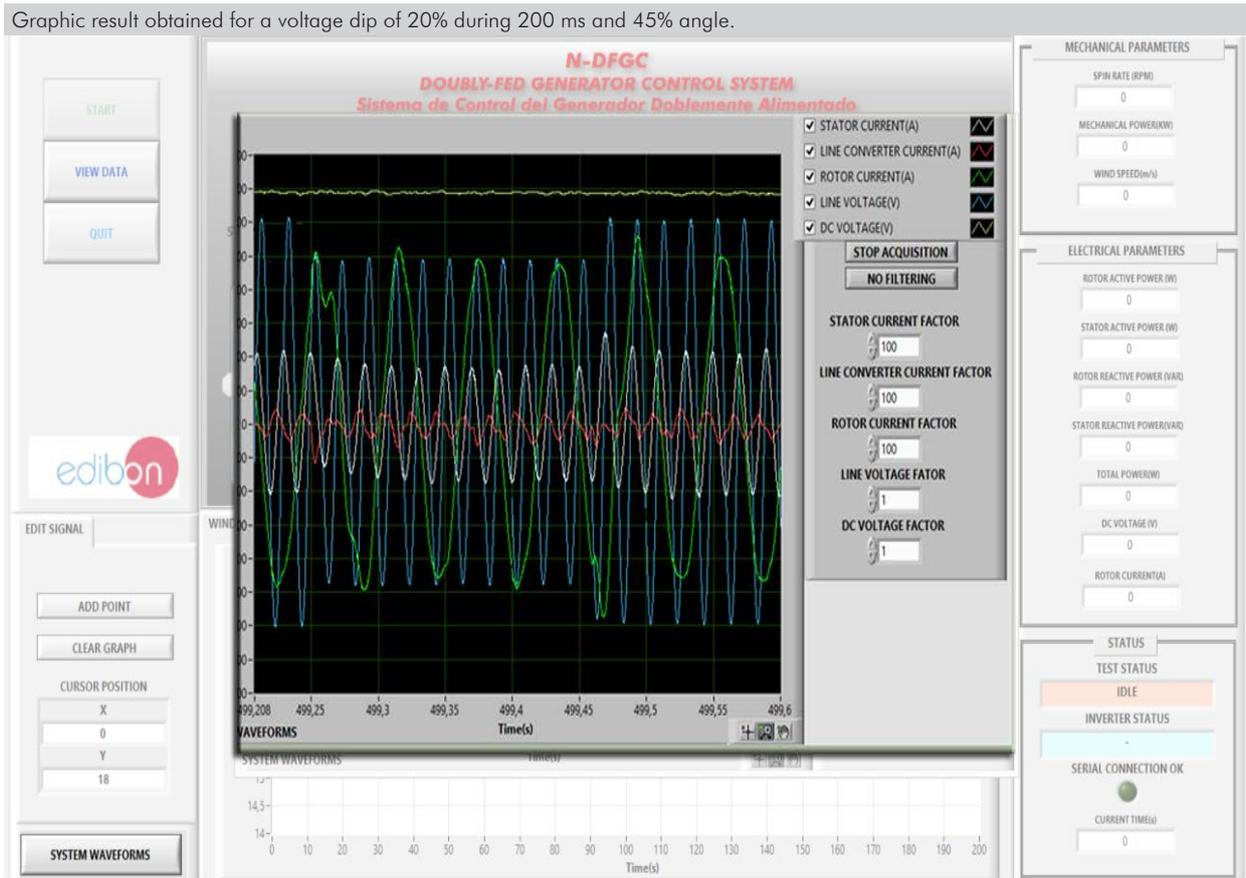 Graphic result obtained for a voltage dip of 20% during 200 ms and 45% angle.
START
VIEW DATA
QUIT
edibon
EDIT SIGNAL
ADD POINT
CLEAR GRAPH
CURSOR POSITION
X
0
Y
18
SYSTEM WAVEFORMS
N-DFGC
DOUBLY-FED GENERATOR CONTROL SYSTEM
Sistema de Control del Generador Doblemente Alimentado
STATOR CURRENT(A)
LINE CONVERTER CURRENT(A)
ROTOR CURRENT(A)
LINE VOLTAGE(V)
DC VOLTAGE(V)
STOP ACQUISITION
NO FILTERING
STATOR CURRENT FACTOR
100
LINE CONVERTER CURRENT FACTOR
100
ROTOR CURRENT FACTOR
100
LINE VOLTAGE FATOR
1
DC VOLTAGE FACTOR
1
499,208 499,25 499,3 499,35 499,4 499,45 499,5 499,55 499,6
WAVEFORMS Time(s)
SYSTEM WAVEFORMS Time(s)
14,5
14
0 10 20 30 40 50 60 70 80 90 100 110 120 130 140 150 160 170 180 190 200
Time(s)
MECHANICAL PARAMETERS
SPIN RATE (RPM)
0
MECHANICAL POWER(KW)
0
WIND SPEED(m/s)
0
ELECTRICAL PARAMETERS
ROTOR ACTIVE POWER (W)
0
STATOR ACTIVE POWER (W)
0
ROTOR REACTIVE POWER (VAR)
0
STATOR REACTIVE POWER(VAR)
0
TOTAL POWER(W)
0
DC VOLTAGE (V)
0
ROTOR CURRENT(A)
0
STATUS
TEST STATUS
IDLE
INVERTER STATUS
-
SERIAL CONNECTION OK
CURRENT TIME(s)
0